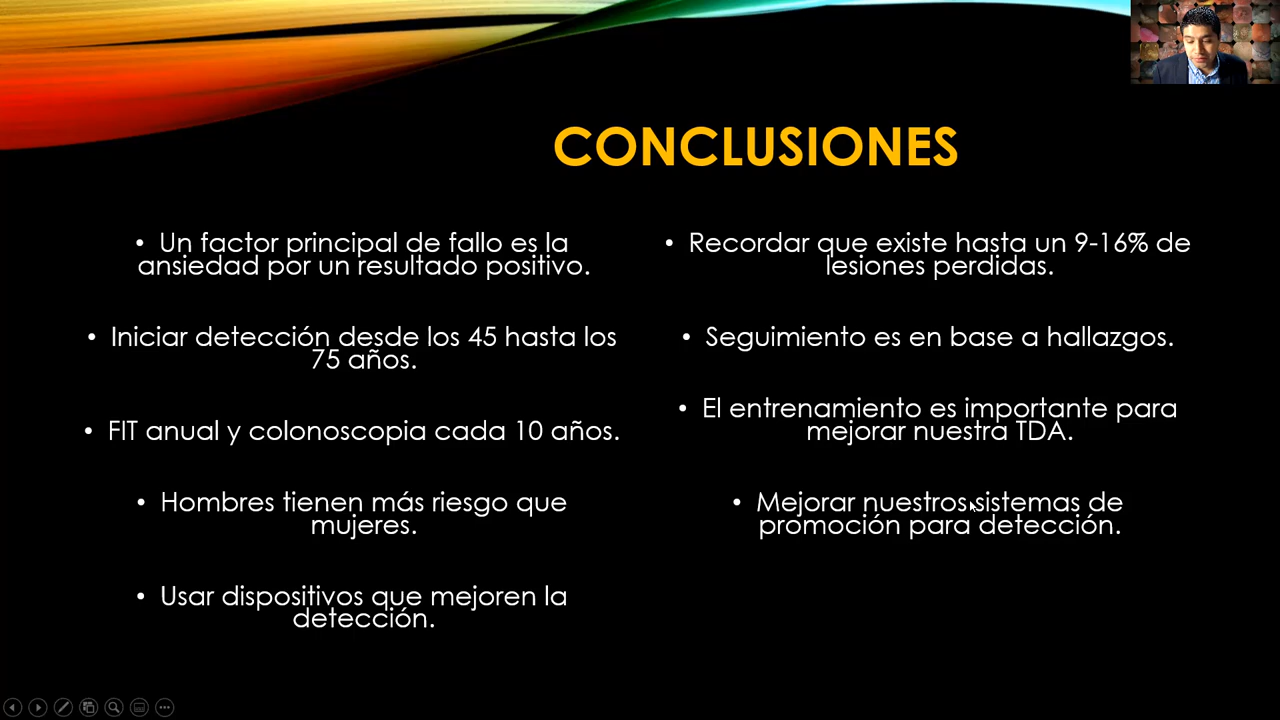 CONCLUSIONES
• Un factor principal de fallo es la
ansiedad por un resultado positivo.
• Iniciar detección desde los 45 hasta los
75 años.
• FIT anual y colonoscopia cada 10 años.
• Hombres tienen más riesgo que
mujeres.
• Usar dispositivos que mejoren la
detección.
• Recordar que existe hasta un 9-16% de
lesiones perdidas.
• Seguimiento es en base a hallazgos.
• El entrenamiento es importante para
mejorar nuestra TDA.
• Mejorar nuestros sistemas de
promoción para detección.